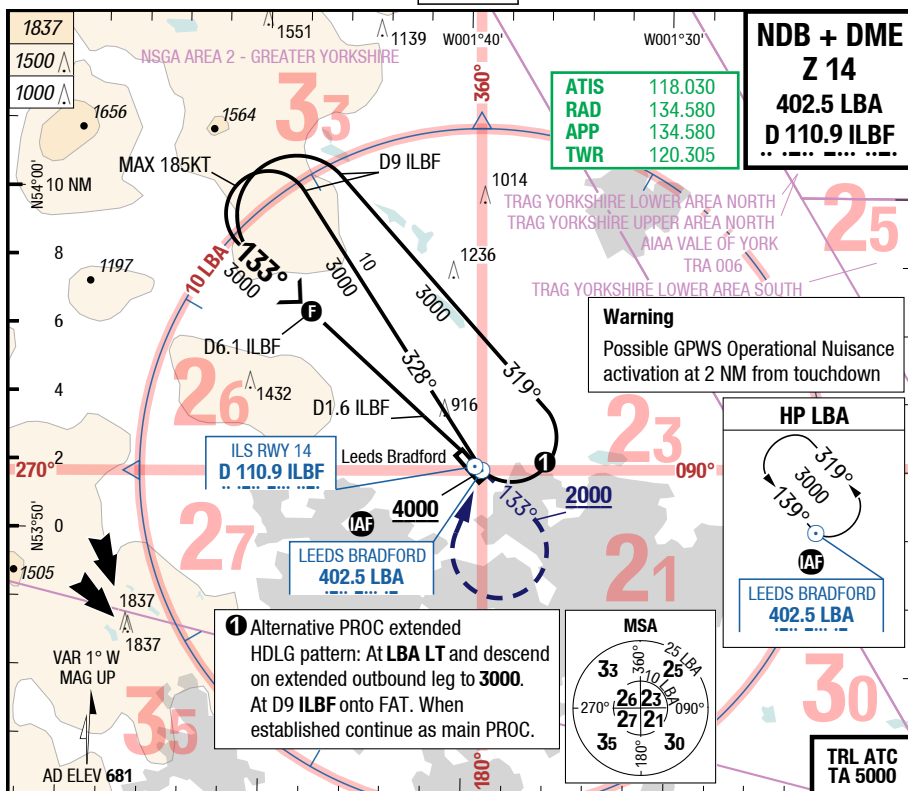 1837
1500
1000
1551
1139
W001°40'
W001°30'
NSGA AREA 2 - GREATER YORKSHIRE
360°
NDB + DME
Z 14
402.5 LBA
D 110.9 ILBF
ATIS 118.030
RAD 134.580
APP 134.580
TWR 120.305
1656
1564
33
MAX 185KT
D9 ILBF
N54°00'
10 NM
1014
TRAG YORKSHIRE LOWER AREA NORTH
TRAG YORKSHIRE UPPER AREA NORTH
AIAA VALE OF YORK
TRA 006
TRAG YORKSHIRE LOWER AREA SOUTH
25
8
10 LBA
133°
3000
10
3000
3000
1236
1197
6
F
D6.1 ILBF
Warning
Possible GPWS Operational Nuisance
activation at 2 NM from touchdown
328°
319°
4
26
1432
D1.6 ILBF
916
23
HP LBA
319°
3000
139°
IAF
LEEDS BRADFORD
402.5 LBA
2
270°
ILS RWY 14
D 110.9 ILBF
Leeds Bradford
1
090°
4000
133°
2000
N53°50'
0
27
IAF
LEEDS BRADFORD
402.5 LBA
21
1505
1837
1837
VAR 1° W
MAG UP
35
AD ELEV 681
1 Alternative PROC extended
HDLG pattern: At LBA LT and descend
on extended outbound leg to 3000.
At D9 ILBF onto FAT. When
established continue as main PROC.
180°
MSA
33
360°
25 LBA
25
10 LBA
26 23
270°
090°
27 21
35
180°
30
30
TRL ATC
TA 5000